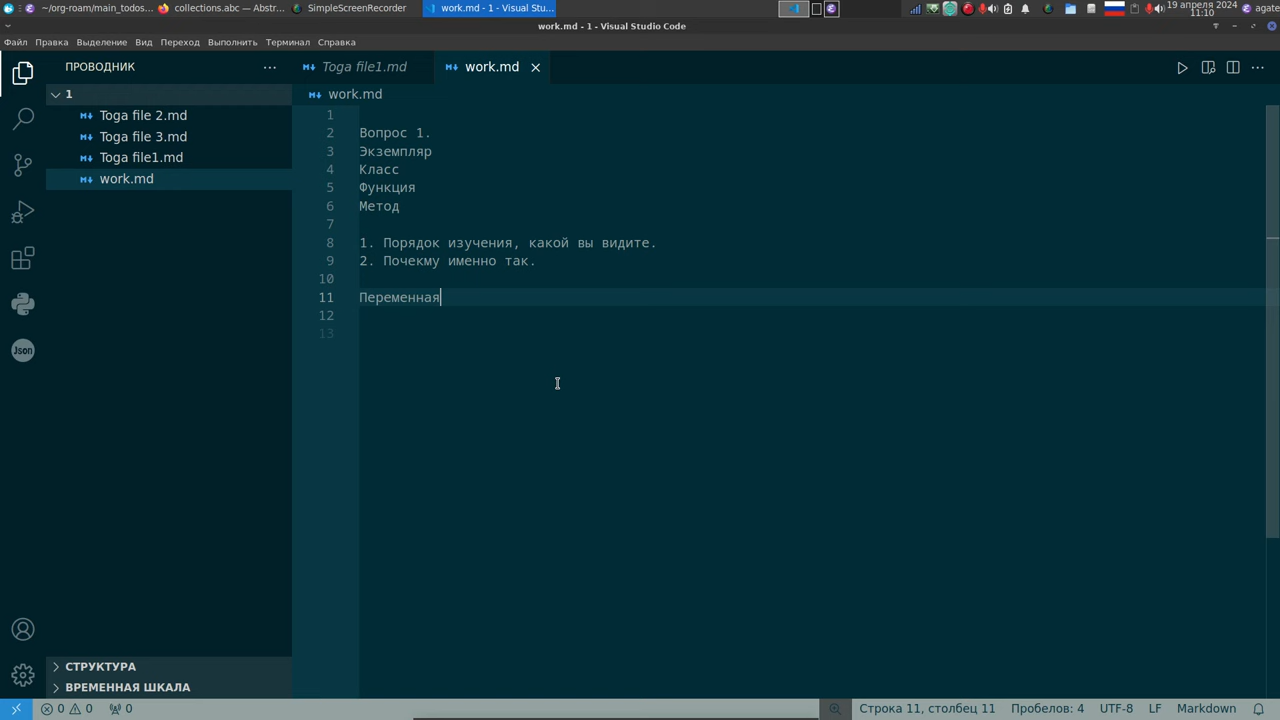 ~/org-roam/main_todos...
collections.abc — Abstr...
SimpleScreenRecorder
work.md - 1 - Visual Stu...
19 апреля 2024
11:10
agate
work.md - 1 - Visual Studio Code
Файл Правка Выделение Вид Переход Выполнить Терминал Справка
ПРОВОДНИК
Toga file1.md
work.md
1
work.md
Toga file 2.md
Toga file 3.md
Toga file1.md
work.md
1
2 Вопрос 1.
3 Экземпляр
4 Класс
5 Функция
6 Метод
7
8 1. Порядок изучения, какой вы видите.
9 2. Почекму именно так.
10
11 Переменная
12
13
Json
СТРУКТУРА
ВРЕМЕННАЯ ШКАЛА
0 0 0
Строка 11, столбец 11 Пробелов: 4 UTF-8 LF Markdown